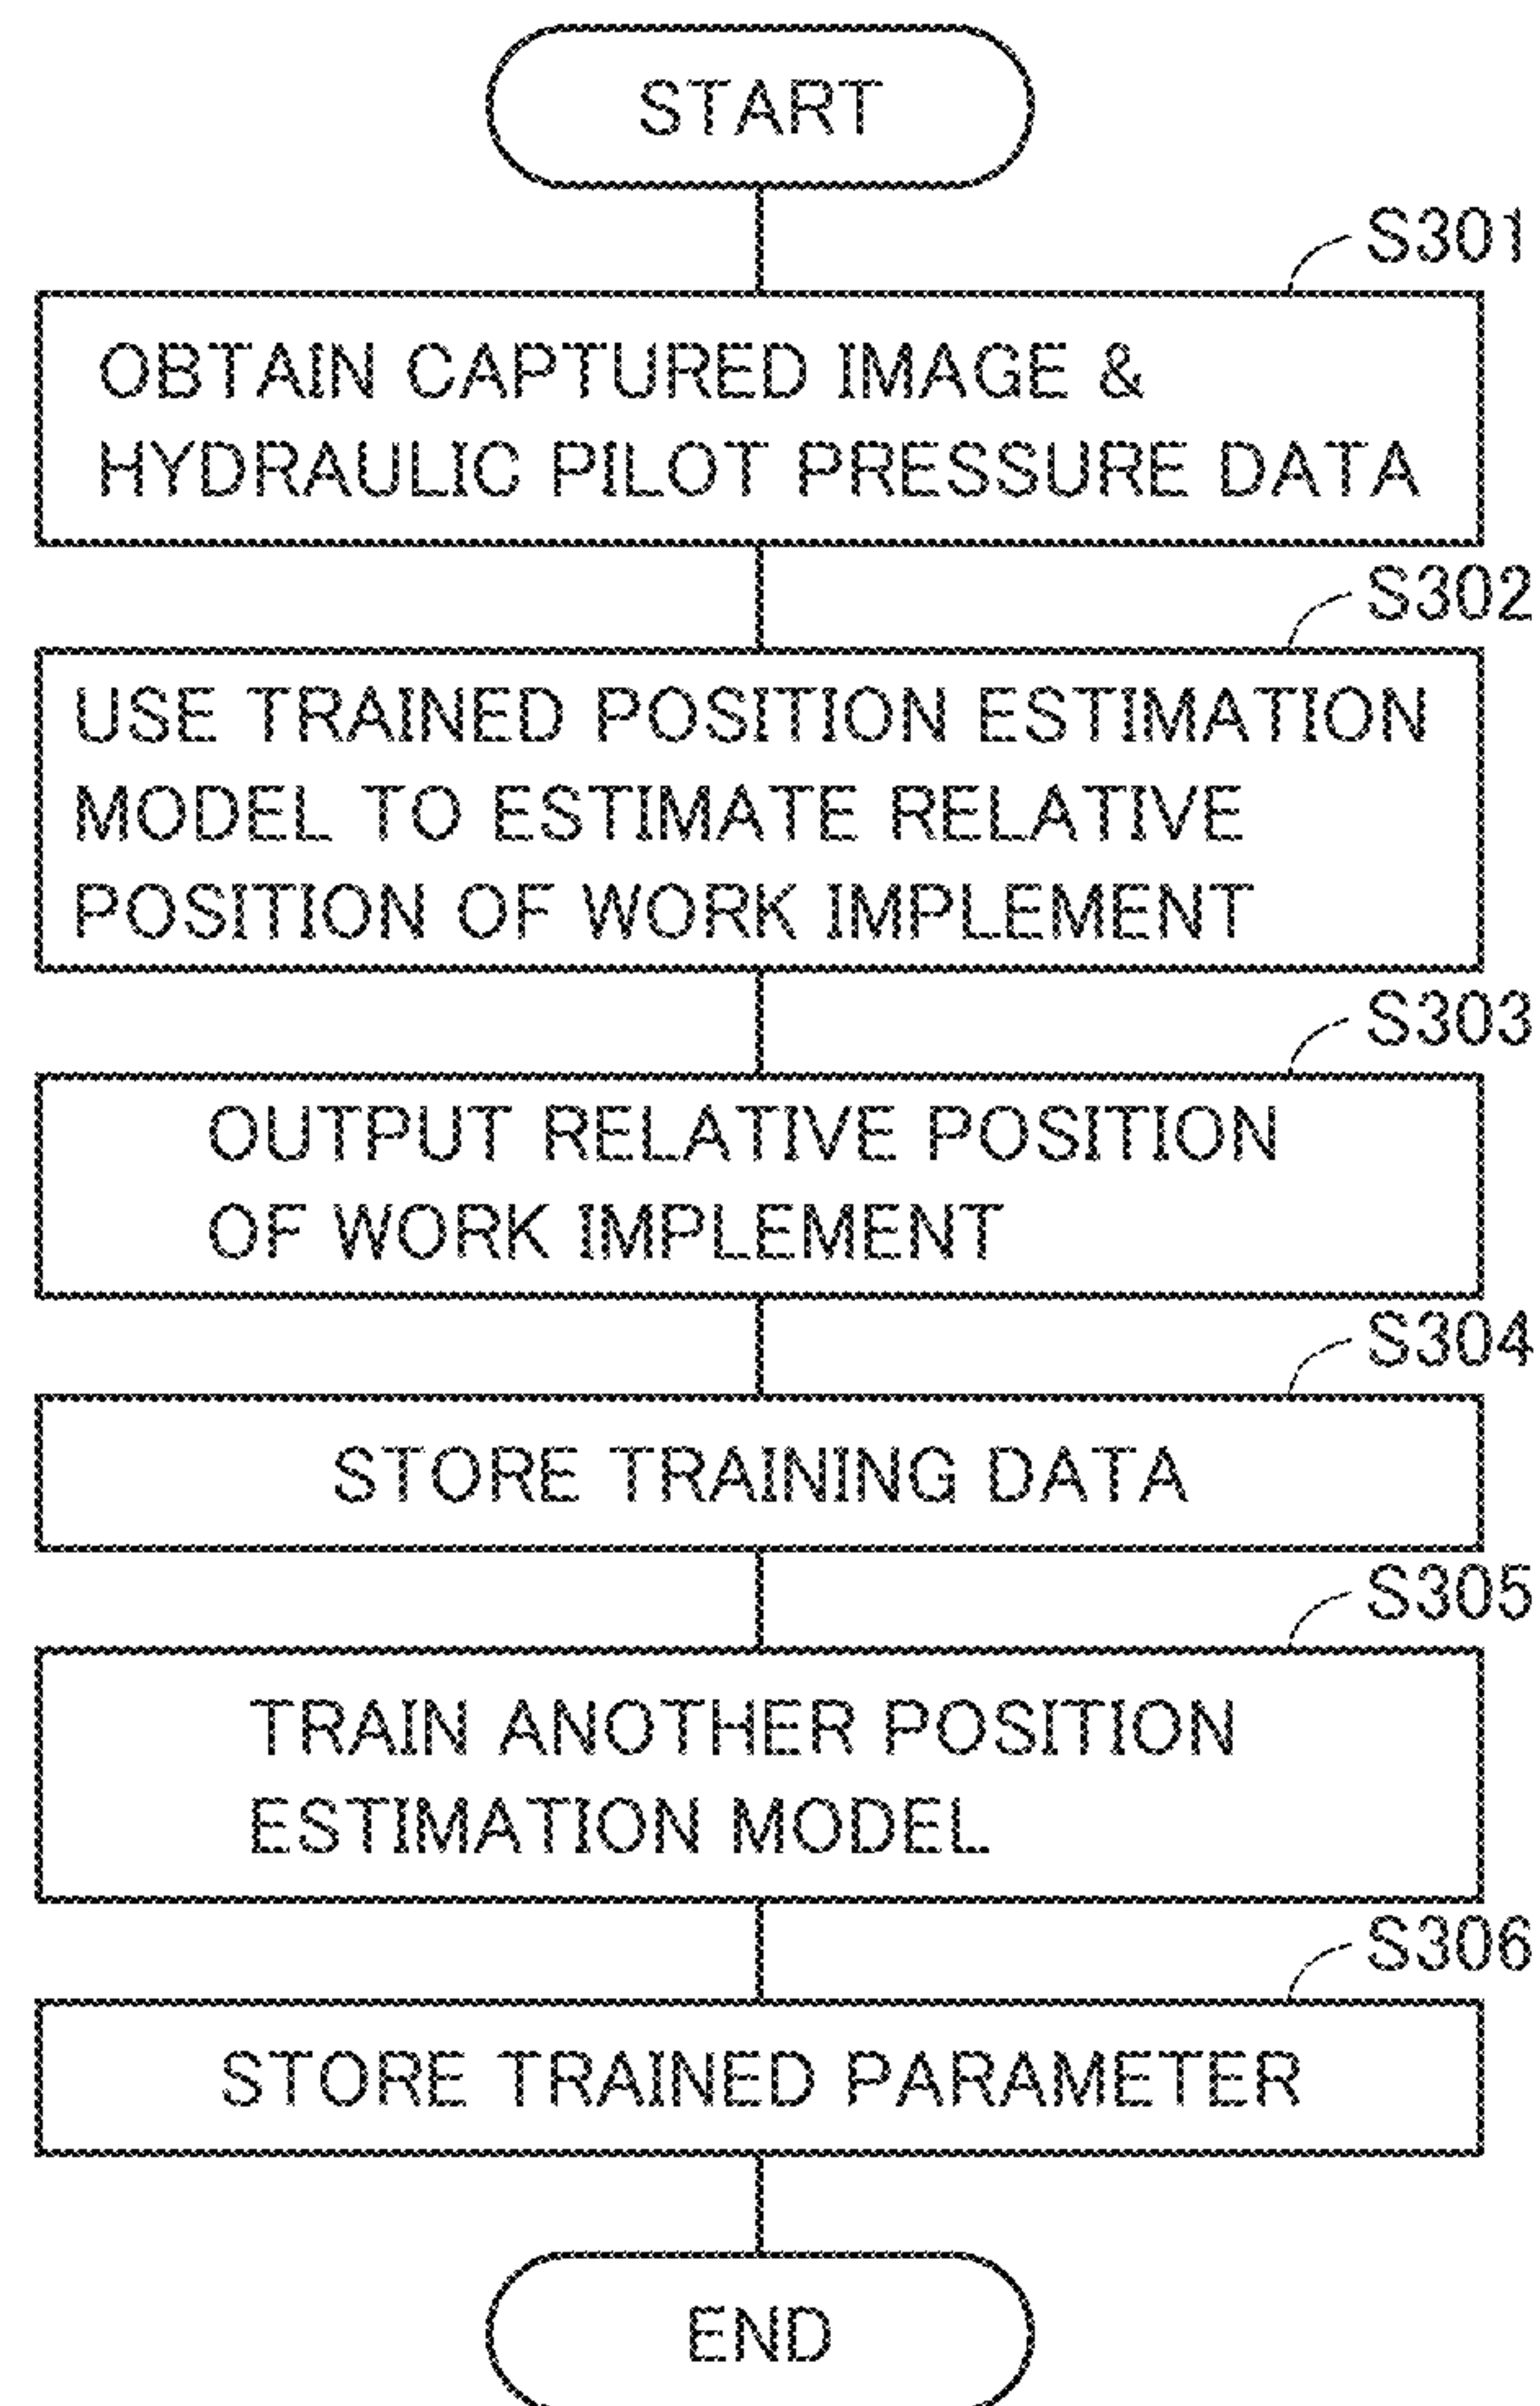 START
S301
OBTAIN CAPTURED IMAGE &
HYDRAULIC PILOT PRESSURE DATA
S302
USE TRAINED POSITION ESTIMATION
MODEL TO ESTIMATE RELATIVE
POSITION OF WORK IMPLEMENT
S303
OUTPUT RELATIVE POSITION
OF WORK IMPLEMENT
S304
STORE TRAINING DATA
S305
TRAIN ANOTHER POSITION
ESTIMATION MODEL
S306
STORE TRAINED PARAMETER
END